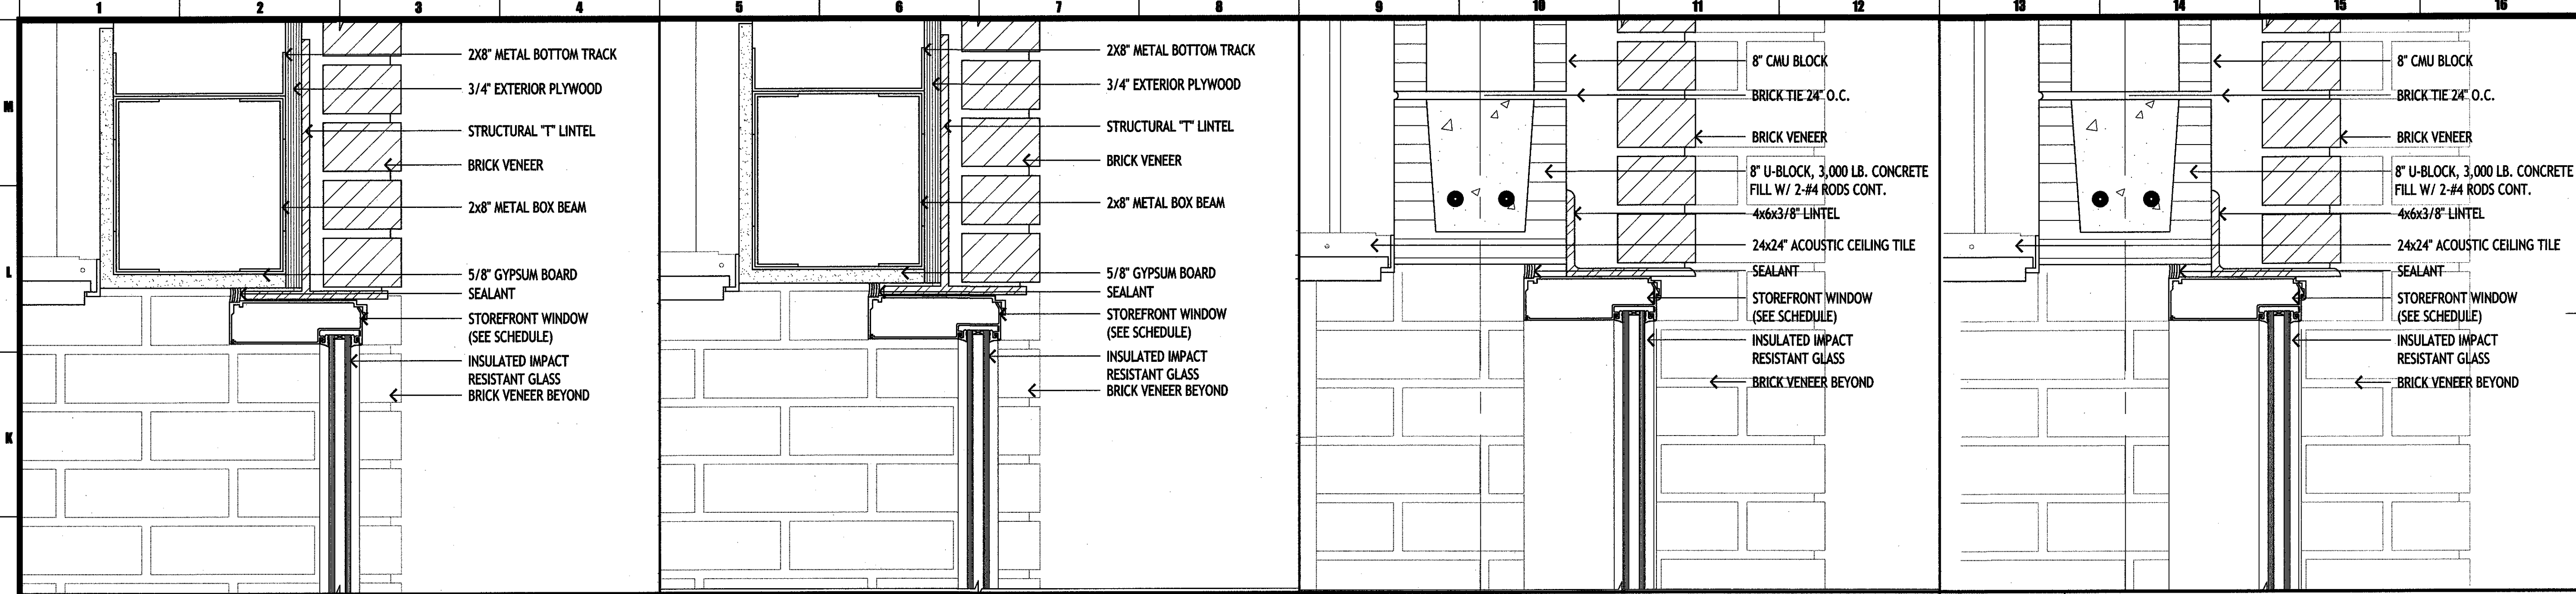 1 2 3 4 5 6 7 8 9 10 11 12 13 14 15 16
M
L
K
2X8" METAL BOTTOM TRACK
3/4" EXTERIOR PLYWOOD
STRUCTURAL "T" LINTEL
BRICK VENEER
2x8" METAL BOX BEAM
5/8" GYPSUM BOARD
SEALANT
STOREFRONT WINDOW
(SEE SCHEDULE)
INSULATED IMPACT
RESISTANT GLASS
BRICK VENEER BEYOND
2X8" METAL BOTTOM TRACK
3/4" EXTERIOR PLYWOOD
STRUCTURAL "T" LINTEL
BRICK VENEER
2x8" METAL BOX BEAM
5/8" GYPSUM BOARD
SEALANT
STOREFRONT WINDOW
(SEE SCHEDULE)
INSULATED IMPACT
RESISTANT GLASS
BRICK VENEER BEYOND
8" CMU BLOCK
BRICK TIE 24" O.C.
BRICK VENEER
8" U-BLOCK, 3,000 LB. CONCRETE
FILL W/ 2-#4 RODS CONT.
4x6x3/8" LINTEL
24x24" ACOUSTIC CEILING TILE
SEALANT
STOREFRONT WINDOW
(SEE SCHEDULE)
INSULATED IMPACT
RESISTANT GLASS
BRICK VENEER BEYOND
8" CMU BLOCK
BRICK TIE 24" O.C.
BRICK VENEER
8" U-BLOCK, 3,000 LB. CONCRETE
FILL W/ 2-#4 RODS CONT.
4x6x3/8" LINTEL
24x24" ACOUSTIC CEILING TILE
SEALANT
STOREFRONT WINDOW
(SEE SCHEDULE)
INSULATED IMPACT
RESISTANT GLASS
BRICK VENEER BEYOND